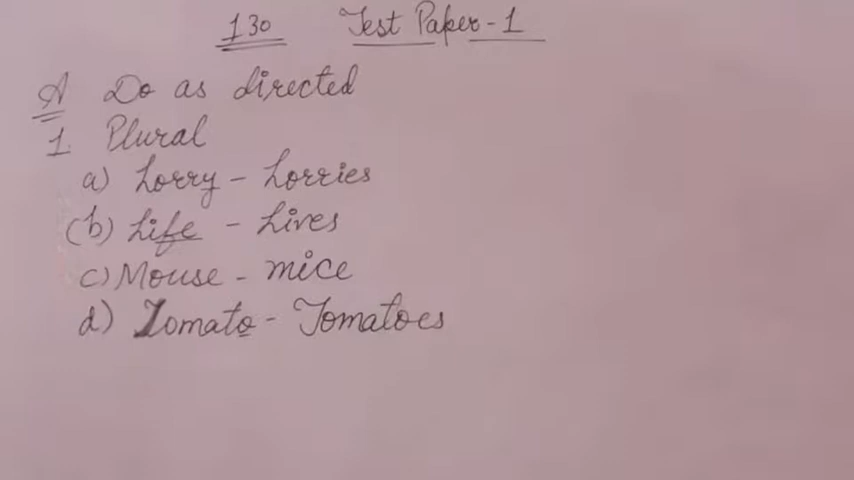 130 Test Paper-1
A Do as directed
1. Plural
a) Lorry - Lorries
(b) Life - Lives
c) Mouse - mice
d) Tomato - Tomatoes